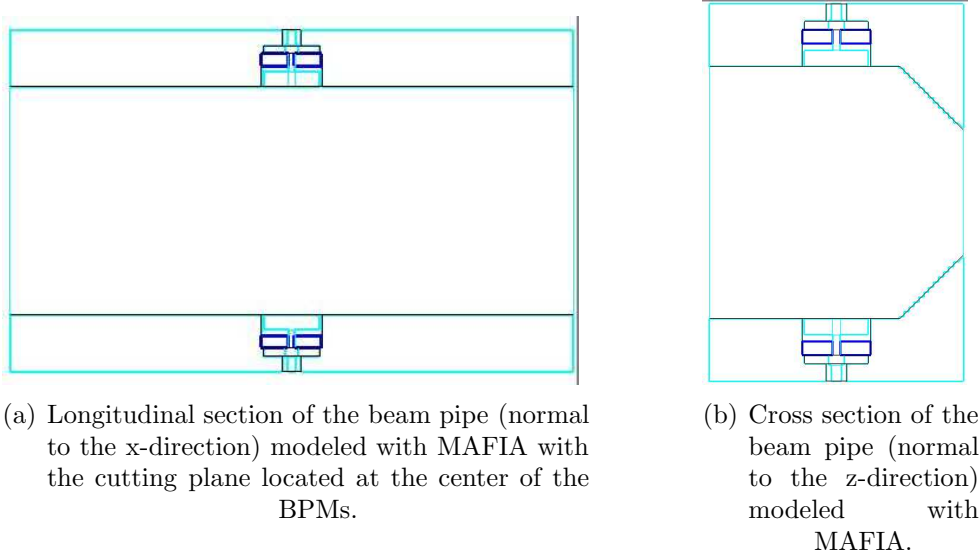 (a) Longitudinal section of the beam pipe (normal
to the x-direction) modeled with MAFIA with
the cutting plane located at the center of the
BPMs.
(b) Cross section of the
beam pipe (normal
to the z-direction)
modeled with
MAFIA.